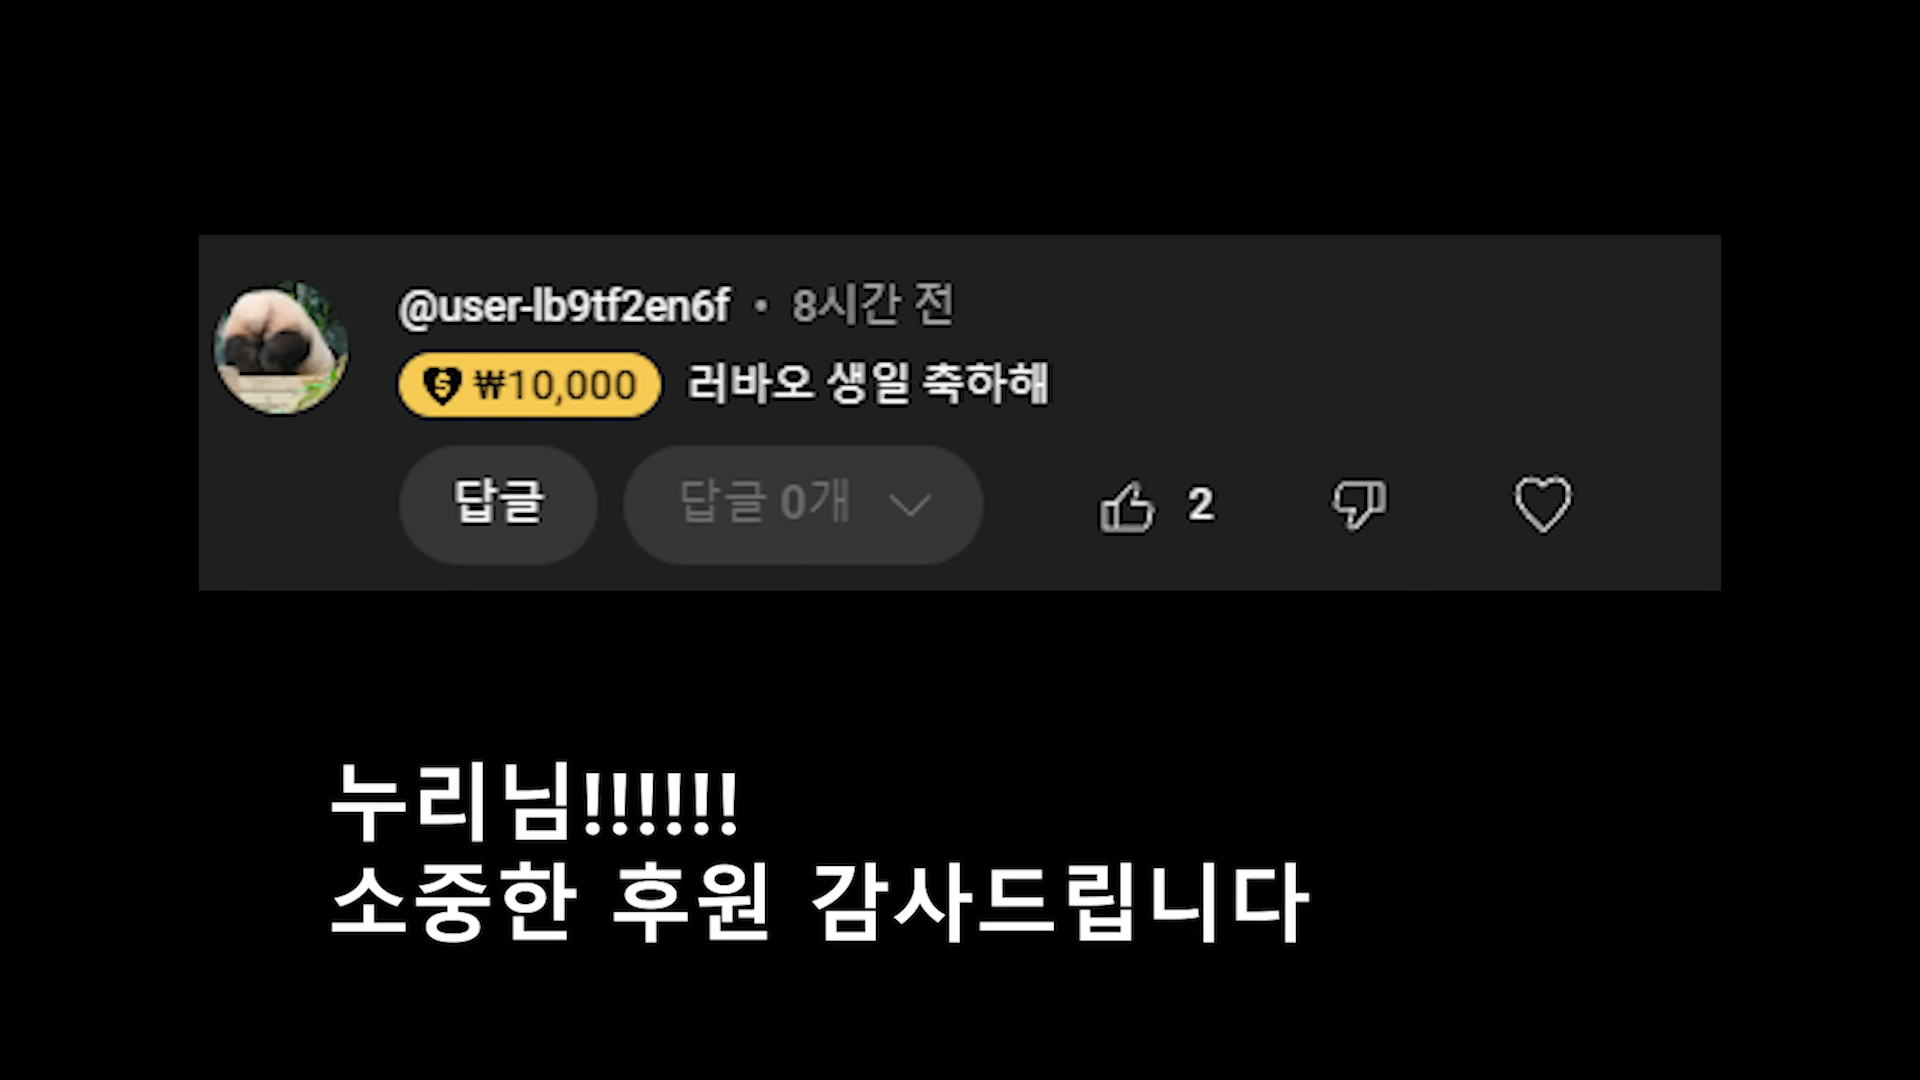 @user-lb9tf2en6f • 8시간 전
₩10,000 러바오 생일 축하해
답글 답글 0개 2
누리님!!!!!!
소중한 후원 감사드립니다